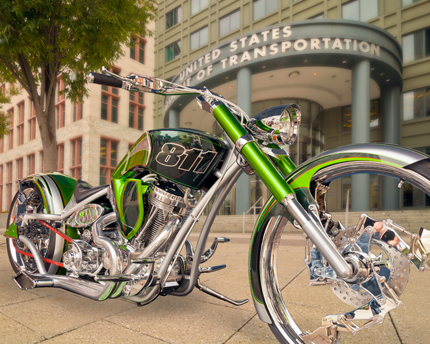 UNITED STATES
OF TRANSPORTATION
811